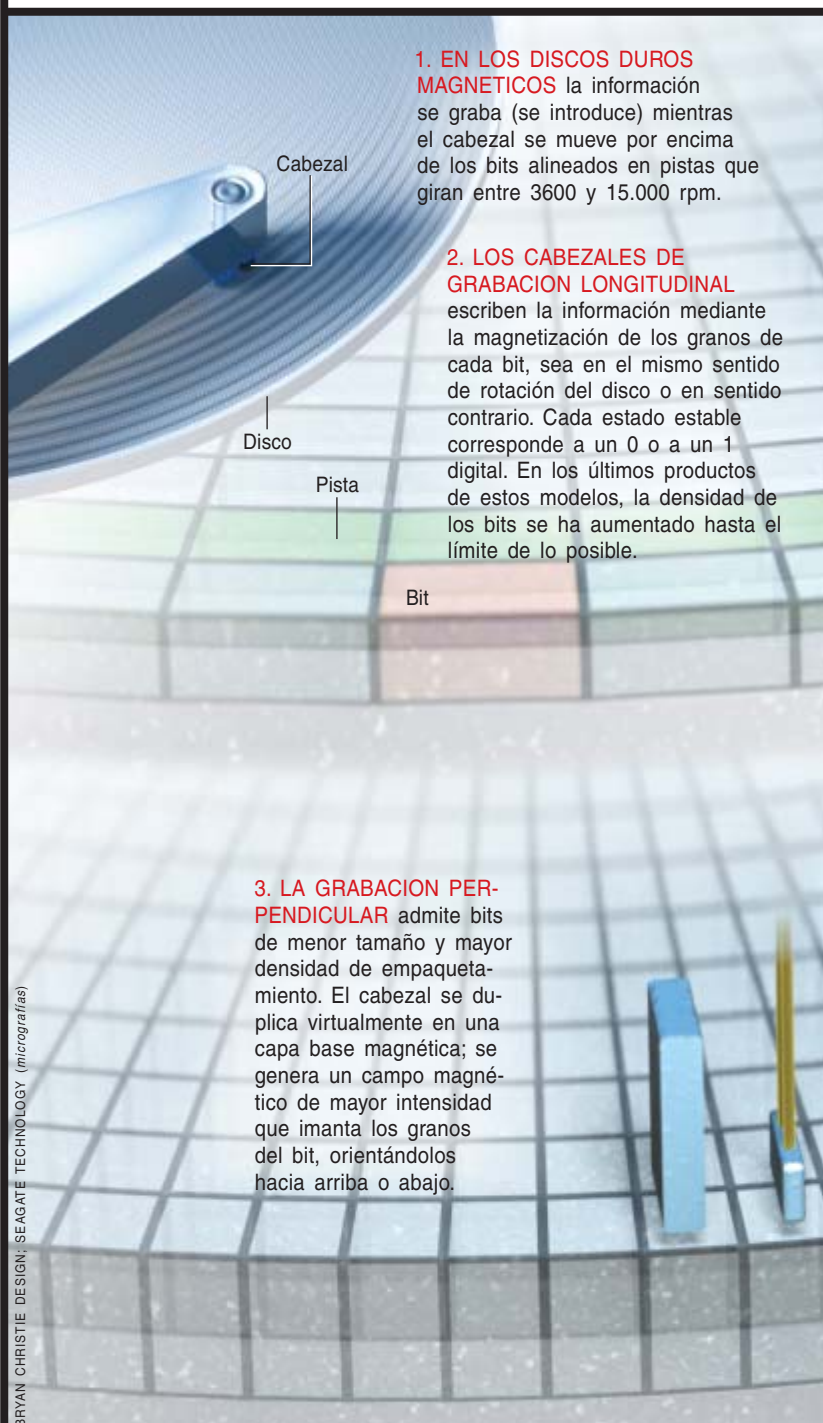 1. EN LOS DISCOS DUROS
MAGNETICOS la información
se graba (se introduce) mientras
el cabezal se mueve por encima
de los bits alineados en pistas que
giran entre 3600 y 15.000 rpm.
Cabezal
2. LOS CABEZALES DE
GRABACION LONGITUDINAL
escriben la información mediante
la magnetización de los granos de
cada bit, sea en el mismo sentido
de rotación del disco o en sentido
contrario. Cada estado estable
corresponde a un 0 o a un 1
digital. En los últimos productos
de estos modelos, la densidad de
los bits se ha aumentado hasta el
límite de lo posible.
Disco
Pista
Bit
3. LA GRABACION PER-
PENDICULAR admite bits
de menor tamaño y mayor
densidad de empaqueta-
miento. El cabezal se du-
plica virtualmente en una
capa base magnética; se
genera un campo magné-
tico de mayor intensidad
que imanta los granos
del bit, orientándolos
hacia arriba o abajo.
BRYAN CHRISTIE DESIGN; SEAGATE TECHNOLOGY (micrografías)